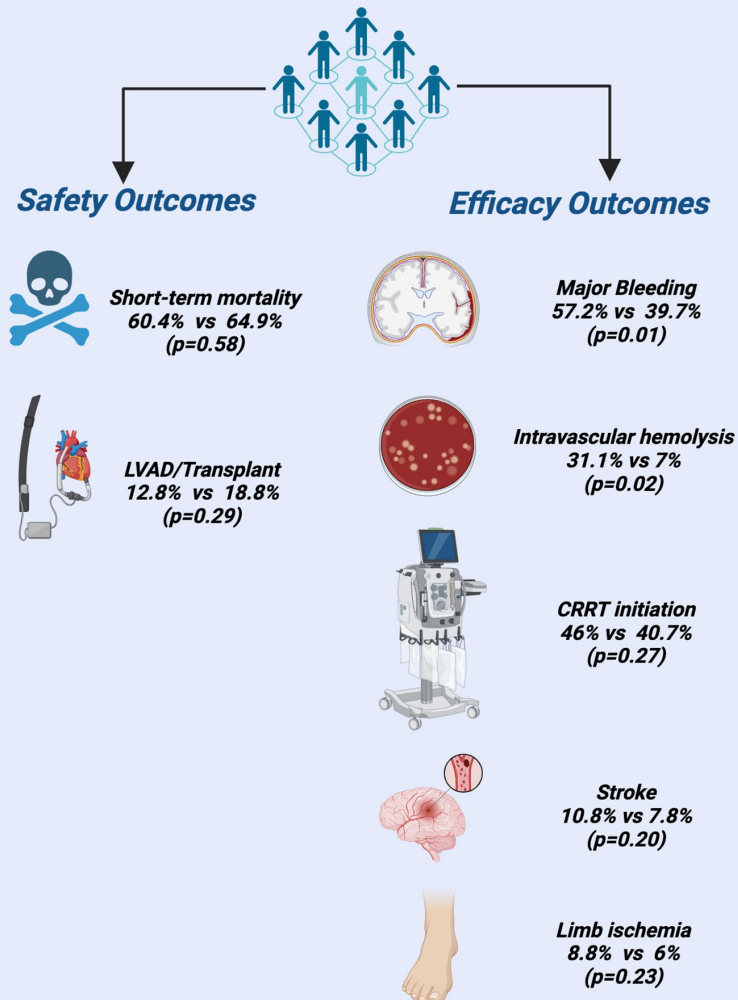 Safety Outcomes
Short-term mortality
60.4% vs 64.9%
(p=0.58)
LVAD/Transplant
12.8% vs 18.8%
(p=0.29)
Efficacy Outcomes
Major Bleeding
57.2% vs 39.7%
(p=0.01)
Intravascular hemolysis
31.1% vs 7%
(p=0.02)
CRRT initiation
46% vs 40.7%
(p=0.27)
Stroke
10.8% vs 7.8%
(p=0.20)
Limb ischemia
8.8% vs 6%
(p=0.23)